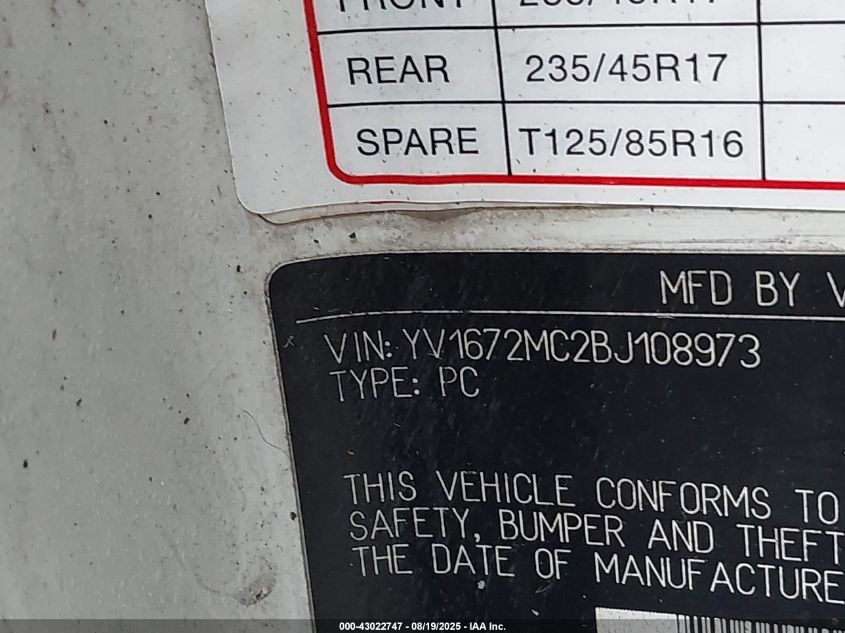 FRONT
REAR 235/45R17
SPARE T125/85R16
MFD BY V
VIN: YV1672MC2BJ108973
TYPE: PC
THIS VEHICLE CONFORMS TO
SAFETY, BUMPER AND THEFT
THE DATE OF MANUFACTURE
000-43022747 - 08/19/2025 - IAA Inc.